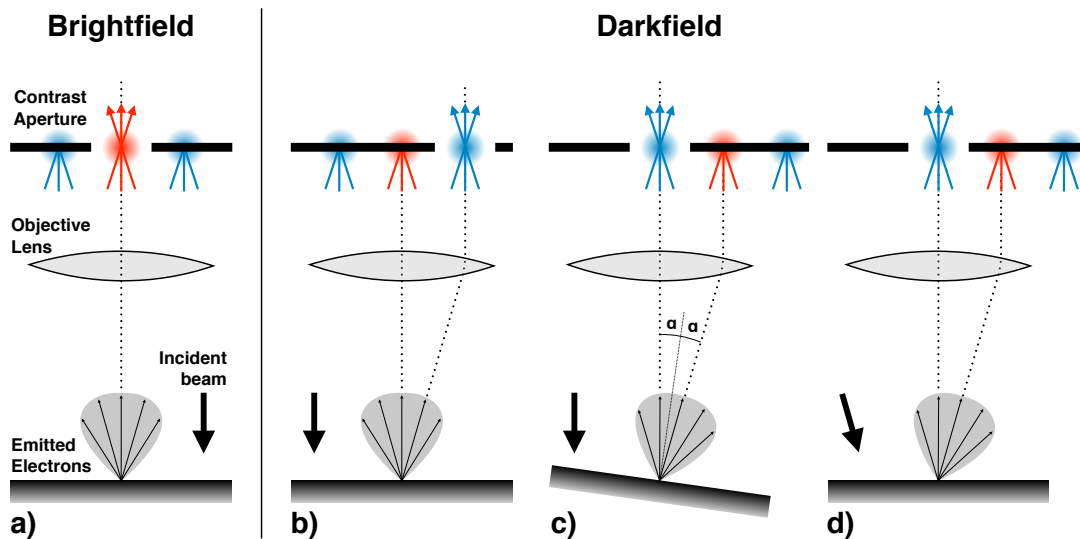 Brightfield
Darkfield
Contrast
Aperture
Objective
Lens
Incident
beam
Emitted
Electrons
α α
a)
b)
c)
d)